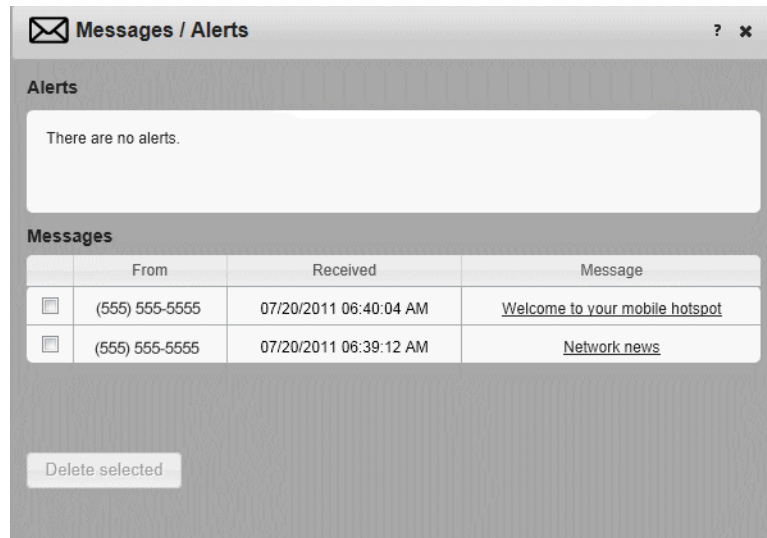 Messages / Alerts ? ×
Alerts
There are no alerts.
Messages
From Received Message
(555) 555-5555 07/20/2011 06:40:04 AM Welcome to your mobile hotspot
(555) 555-5555 07/20/2011 06:39:12 AM Network news
Delete selected